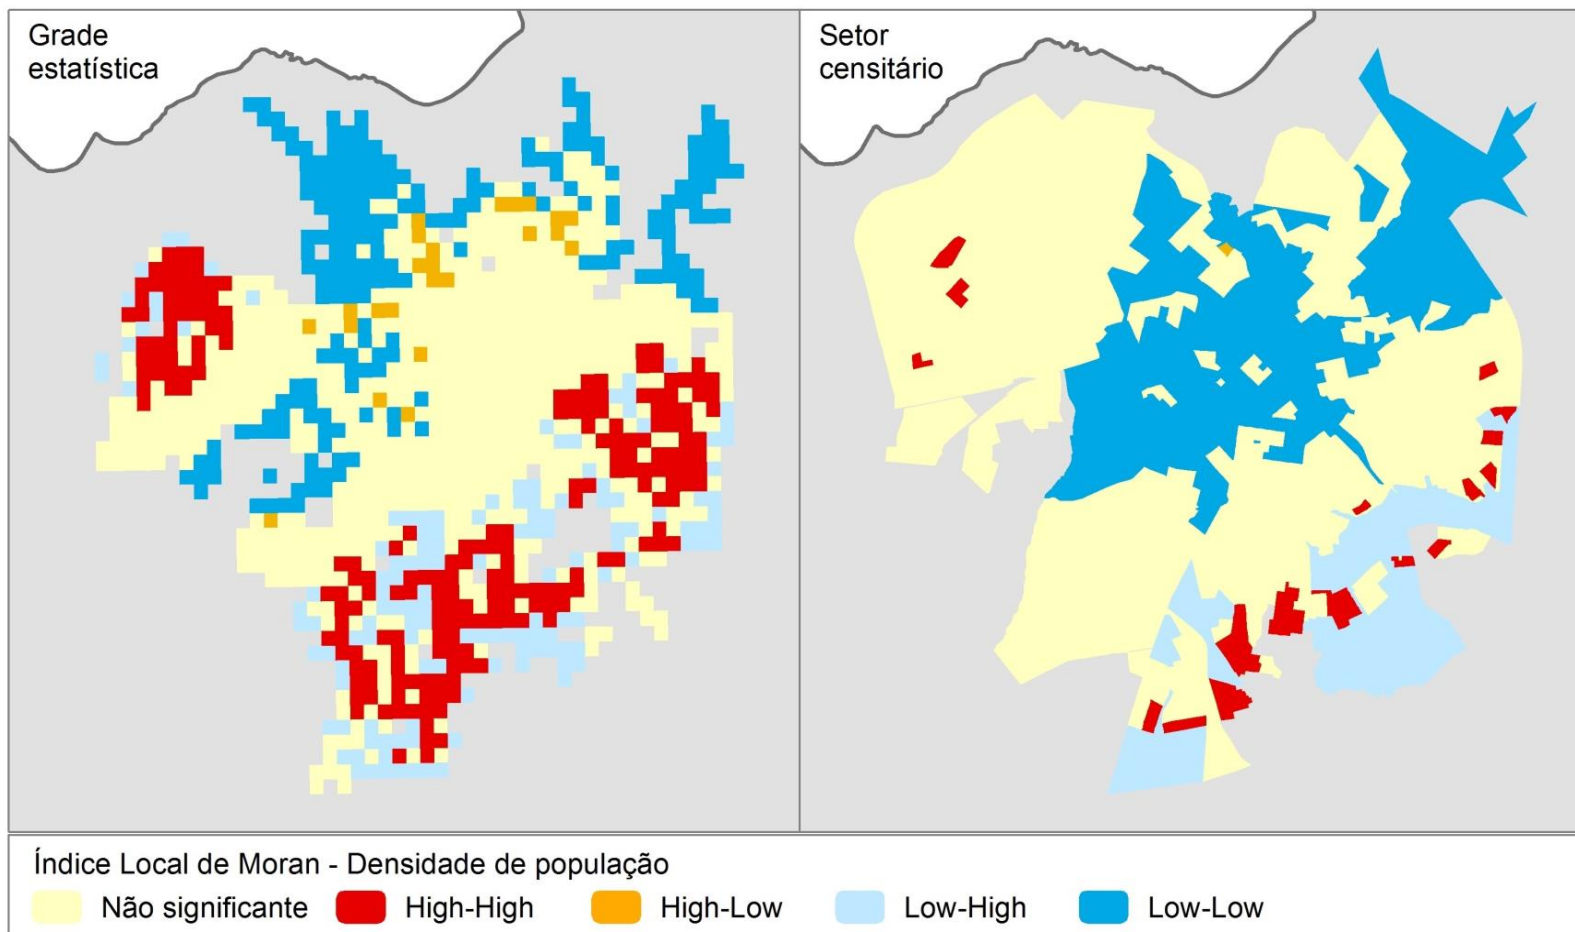 Grade
estatística
Setor
censitário
Índice Local de Moran - Densidade de população
Não significante
High-High
High-Low
Low-High
Low-Low